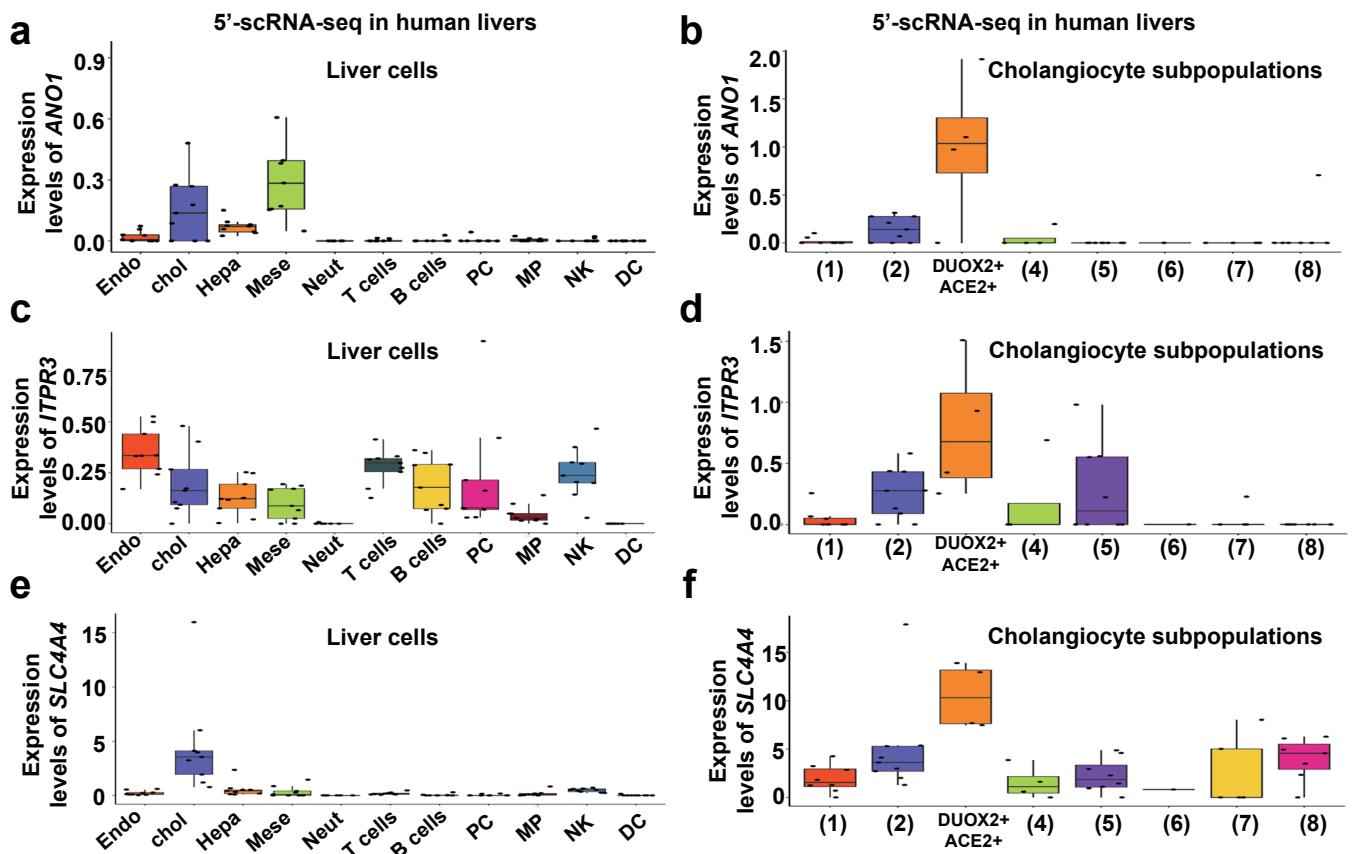 5’-scRNA-seq in human livers
5’-scRNA-seq in human livers
a
Liver cells
Expression
levels of ANO1
0.9
0.6
0.3
0.0
Endo chol Hepa Mese Neut T cells B cells PC MP NK DC
b
Cholangiocyte subpopulations
Expression
levels of ANO1
2.0
1.5
1.0
0.5
0.0
(1) (2) DUOX2+ (4) (5) (6) (7) (8)
ACE2+
c
Liver cells
Expression
levels of ITPR3
0.75
0.50
0.25
0.00
Endo chol Hepa Mese Neut T cells B cells PC MP NK DC
d
Cholangiocyte subpopulations
Expression
levels of ITPR3
1.5
1.0
0.5
0.0
(1) (2) DUOX2+ (4) (5) (6) (7) (8)
ACE2+
e
Liver cells
Expression
levels of SLC4A4
15
10
5
0
Endo chol Hepa Mese Neut T cells B cells PC MP NK DC
f
Cholangiocyte subpopulations
Expression
levels of SLC4A4
15
10
5
0
(1) (2) DUOX2+ (4) (5) (6) (7) (8)
ACE2+